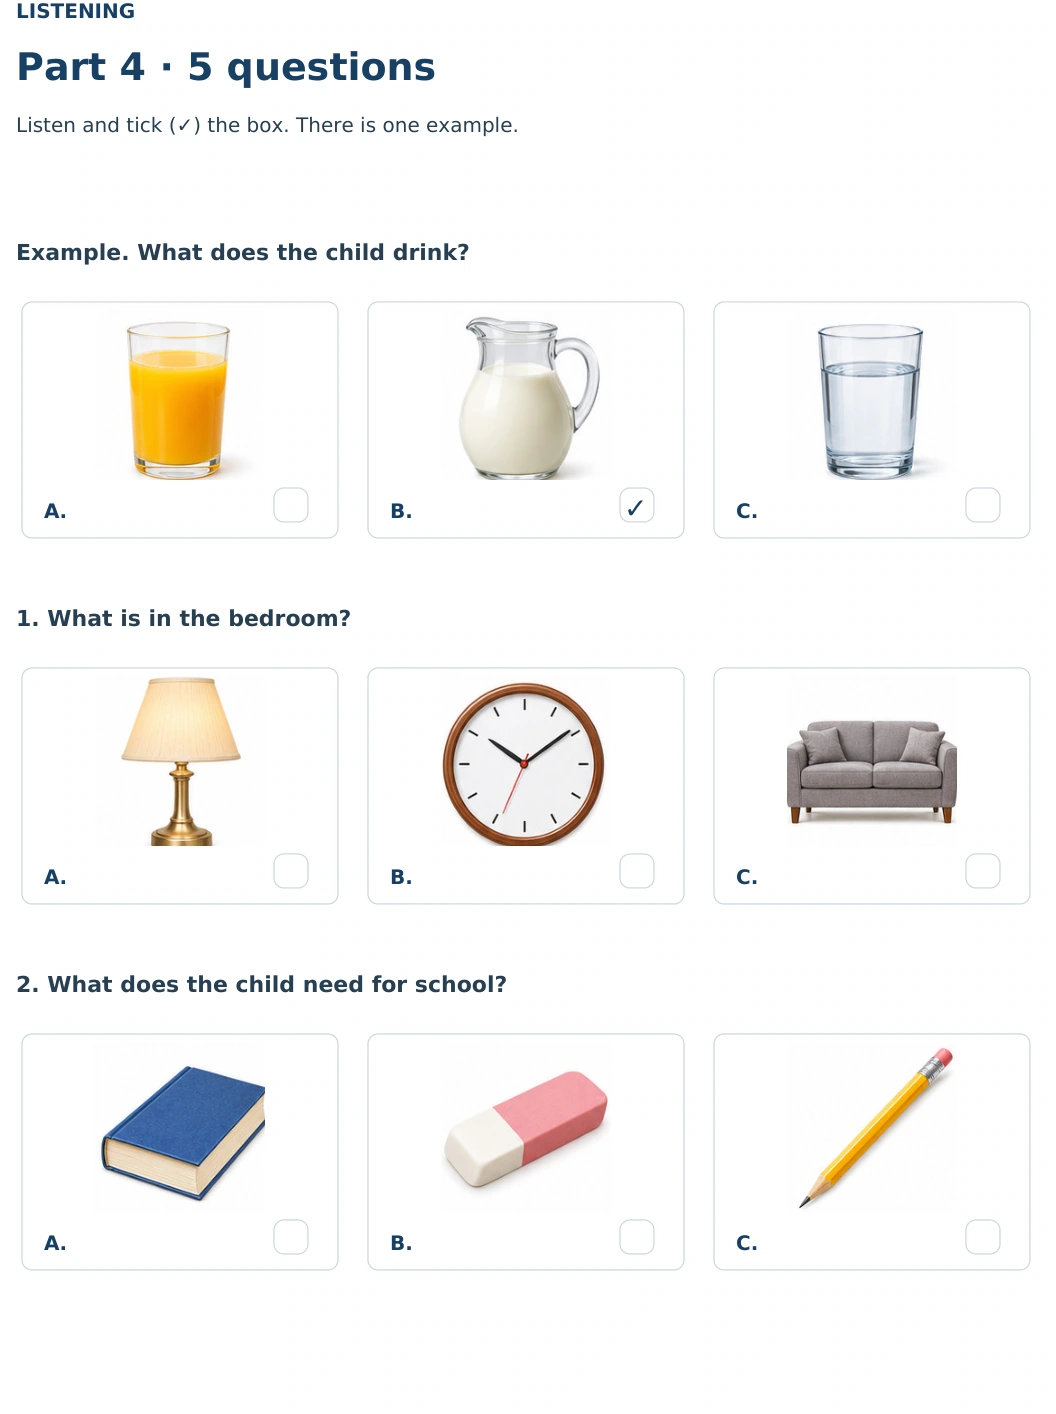 LISTENING
Part 4 · 5 questions
Listen and tick (✓) the box. There is one example.
Example. What does the child drink?
A.
B. ✓
C.
1. What is in the bedroom?
A.
B.
C.
2. What does the child need for school?
A.
B.
C.